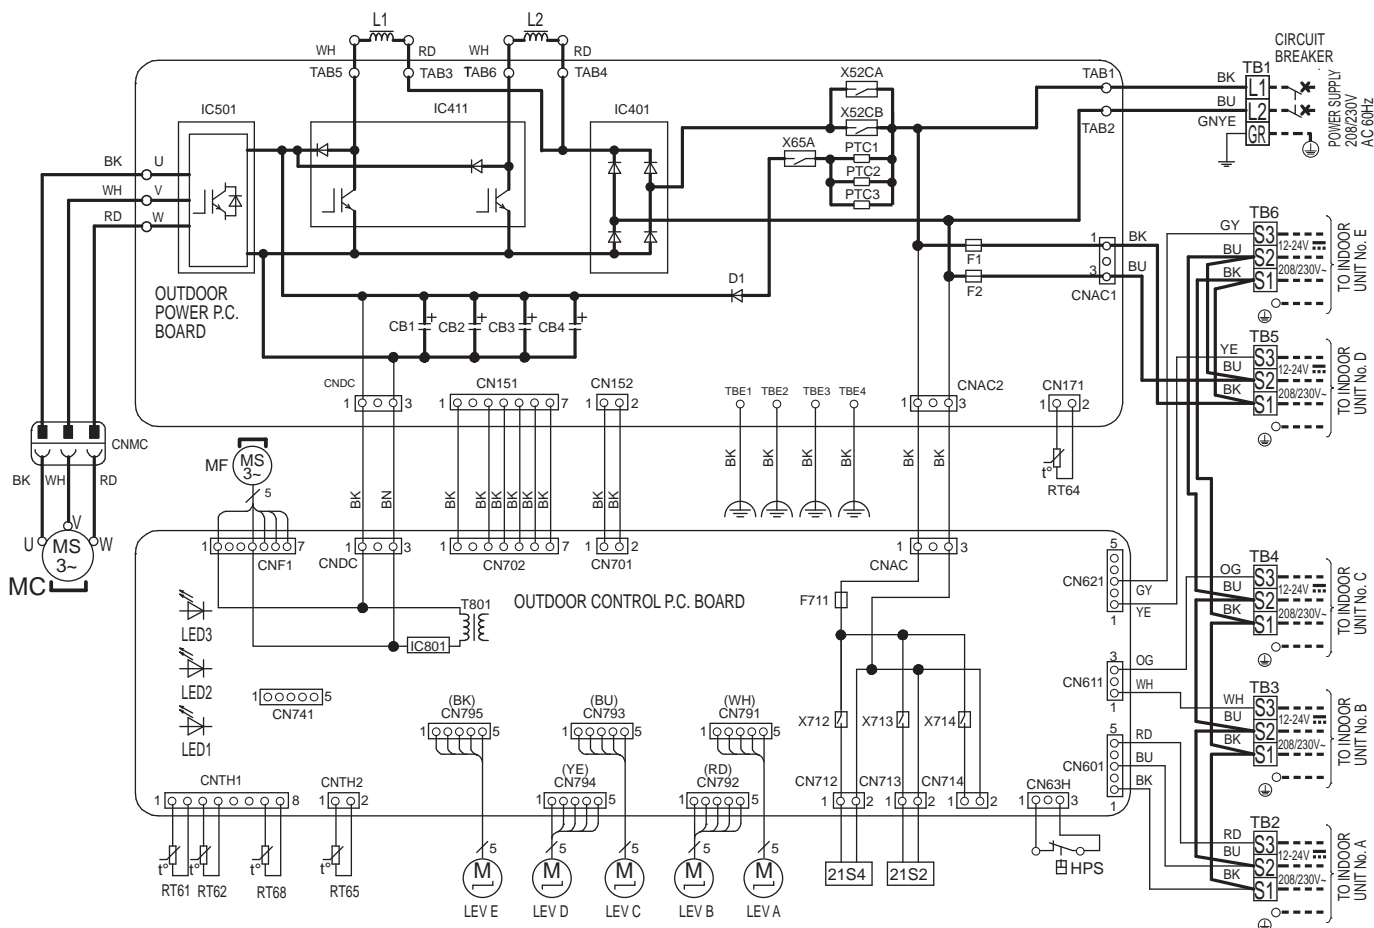 L1
L2
WH
RD
WH
RD
TAB5
TAB3
TAB6
TAB4
TAB1
TAB2
CIRCUIT
BREAKER
TB1
BK
L1
BU
L2
GNYE
GR
POWER SUPPLY
208/230V
AC 60Hz
X52CA
X52CB
X65A
PTC1
PTC2
PTC3
IC501
IC411
IC401
BK
U
WH
V
RD
W
OUTDOOR
POWER P.C.
BOARD
D1
CB1
+
CB2
+
CB3
+
CB4
+
F1
F2
1
3
BK
BU
CNAC1
TB6
GY
S3
12-24V
BU
S2
BK
208/230V~
S1
TO INDOOR
UNIT No. E
TB5
YE
S3
12-24V
BU
S2
BK
208/230V~
S1
TO INDOOR
UNIT No. D
CNDC
1
3
CN151
1
7
CN152
1
2
TBE1
TBE2
TBE3
TBE4
BK
BK
BK
BK
CNAC2
1
3
CN171
1
2
t°
RT64
CNMC
BK
WH
RD
U
V
W
MS
3~
MC
MF
MS
3~
5
BK
BN
BK
BK
BK
BK
BK
BK
BK
BK
BK
BK
1
7
CNF1
1
3
CNDC
1
7
CN702
1
2
CN701
1
3
CNAC
OUTDOOR CONTROL P.C. BOARD
T801
IC801
LED3
LED2
LED1
1
5
CN741
F711
X712
X713
X714
5
CN621
1
GY
YE
3
CN611
1
OG
WH
5
CN601
1
RD
BU
BK
TB4
OG
S3
12-24V
BU
S2
BK
208/230V~
S1
TO INDOOR
UNIT No. C
TB3
WH
S3
12-24V
BU
S2
BK
208/230V~
S1
TO INDOOR
UNIT No. B
TB2
RD
S3
12-24V
BU
S2
BK
208/230V~
S1
TO INDOOR
UNIT No. A
(BK)
CN795
1
5
(BU)
CN793
1
5
(WH)
CN791
1
5
(YE)
CN794
1
5
(RD)
CN792
1
5
CNTH1
1
8
CNTH2
1
2
CN712
1
2
CN713
1
2
CN714
1
2
CN63H
1
3
t°
RT61
t°
RT62
t°
RT68
t°
RT65
5
M
LEV E
5
M
LEV D
5
M
LEV C
5
M
LEV B
5
M
LEV A
21S4
21S2
HPS